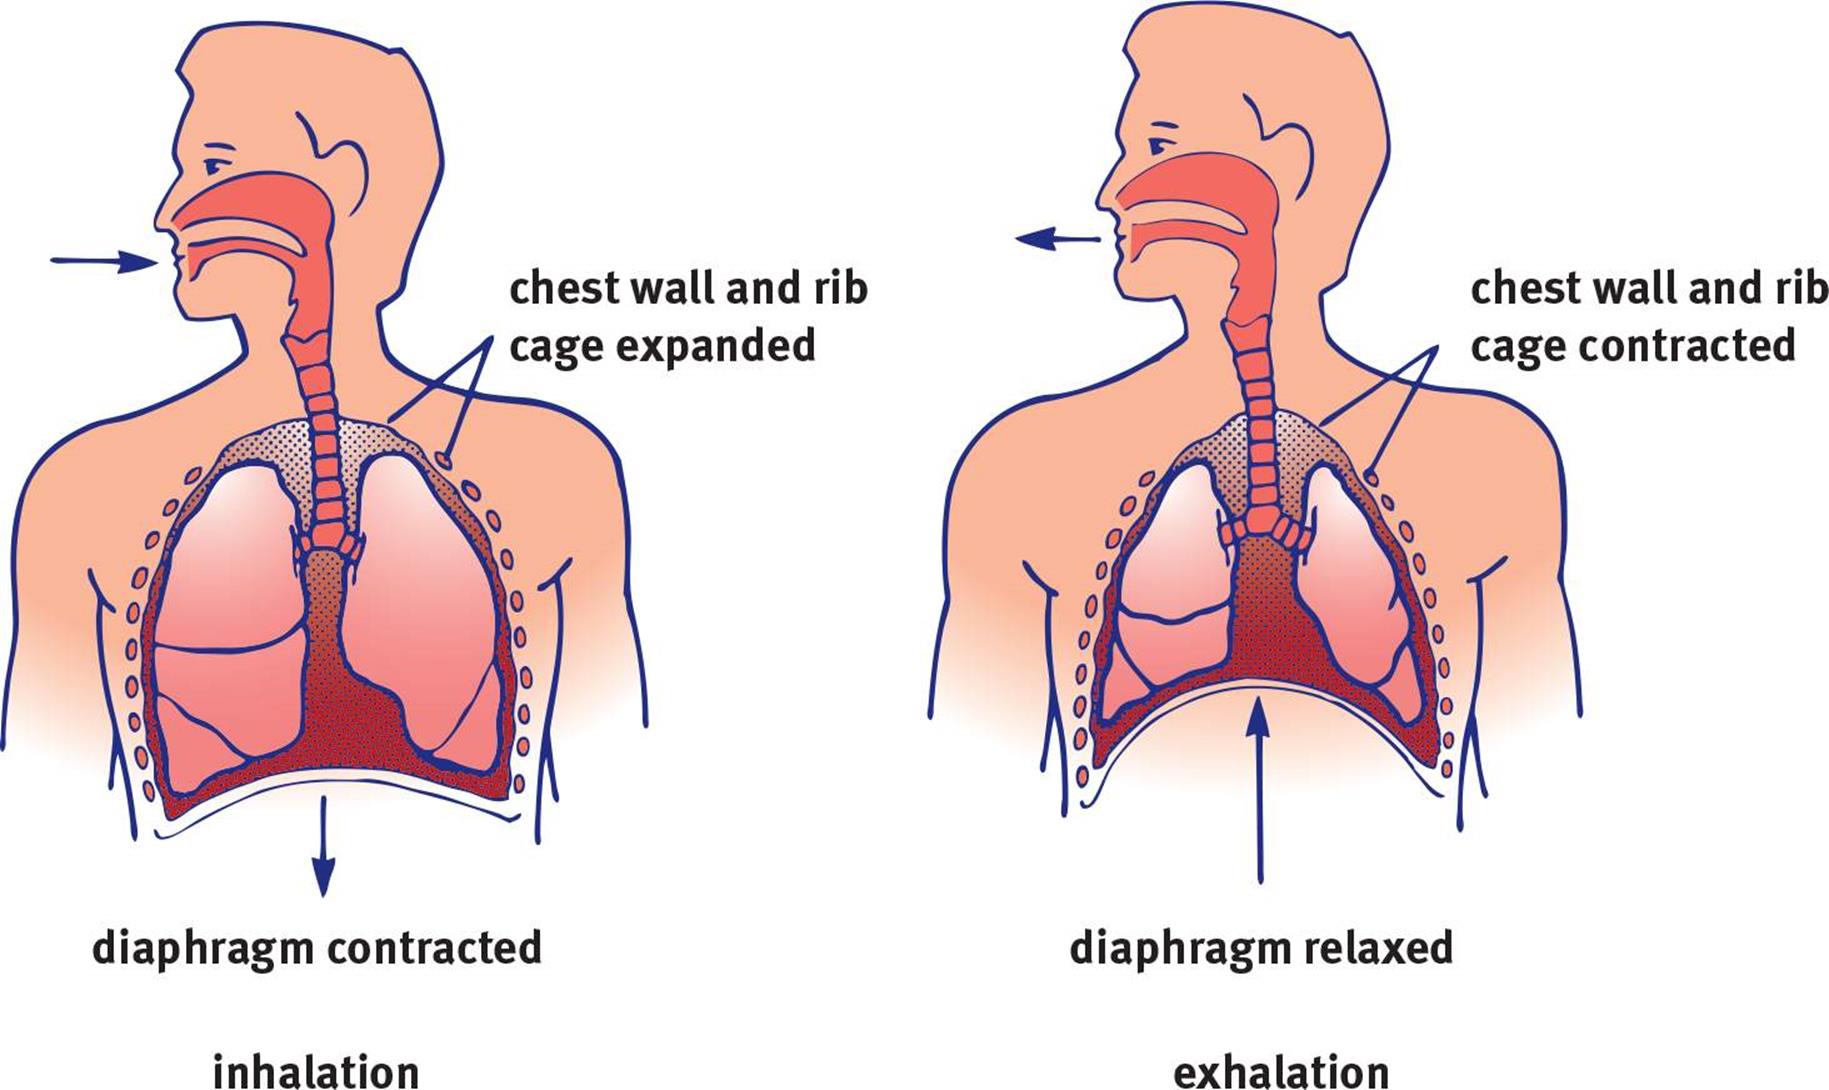 chest wall and rib
cage expanded
diaphragm contracted
inhalation
chest wall and rib
cage contracted
diaphragm relaxed
exhalation